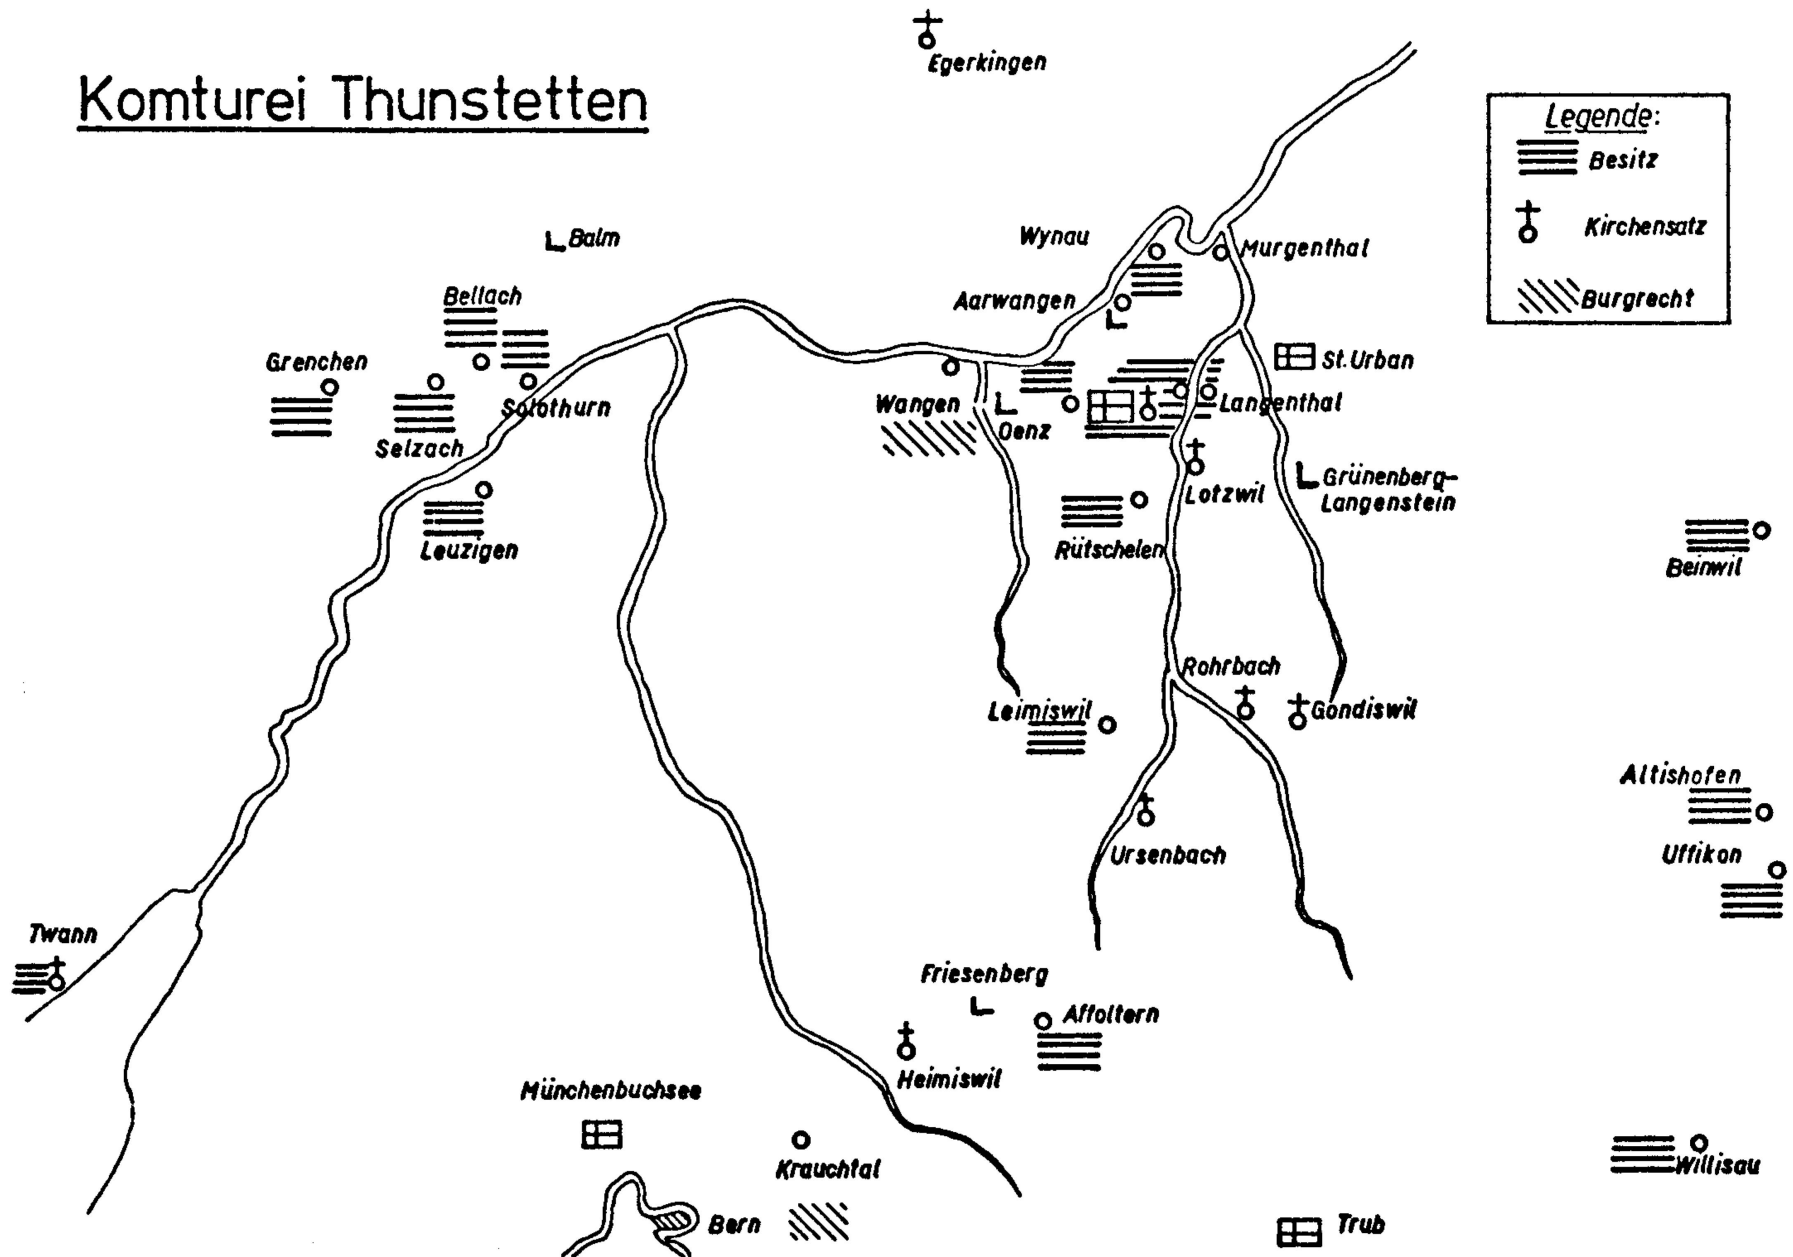 Komturei Thunstetten
Egerkingen
Legende:
Besitz
Kirchensatz
Burgrecht
Balm
Wynau
Murgenthal
Bellach
Aarwangen
Grenchen
St. Urban
Solothurn
Wangen
Langenthal
Oenz
Selzach
Grünenberg-
Langenstein
Lotzwil
Leuzigen
Rütschelen
Beinwil
Rohrbach
Leimiswil
Gondiswil
Altishofen
Ursenbach
Uffikon
Twann
Friesenberg
Affoltern
Heimiswil
Münchenbuchsee
Krauchtal
Willisau
Bern
Trub